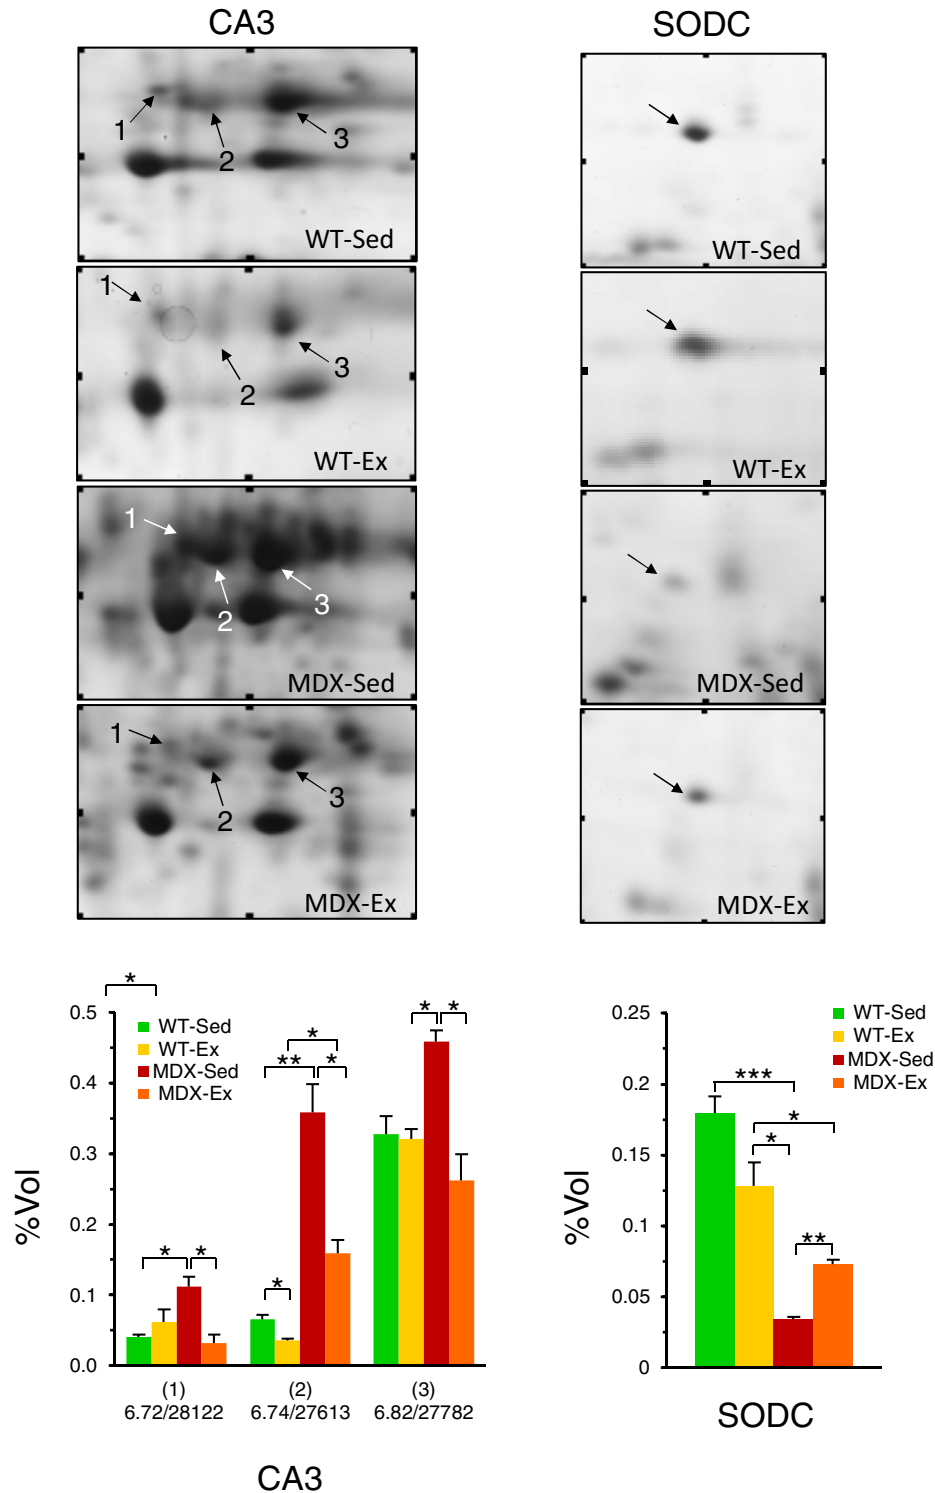 CA3
SODC
1
2
3
WT-Sed
WT-Sed
1
2
3
WT-Ex
WT-Ex
1
2
3
MDX-Sed
MDX-Sed
1
2
3
MDX-Ex
MDX-Ex
%Vol
0.5
0.4
0.3
0.2
0.1
0.0
WT-Sed
WT-Ex
MDX-Sed
MDX-Ex
*
*
*
*
**
*
*
*
*
(1)
6.72/28122
(2)
6.74/27613
(3)
6.82/27782
CA3
%Vol
0.25
0.2
0.15
0.1
0.05
0
WT-Sed
WT-Ex
MDX-Sed
MDX-Ex
***
*
*
**
SODC